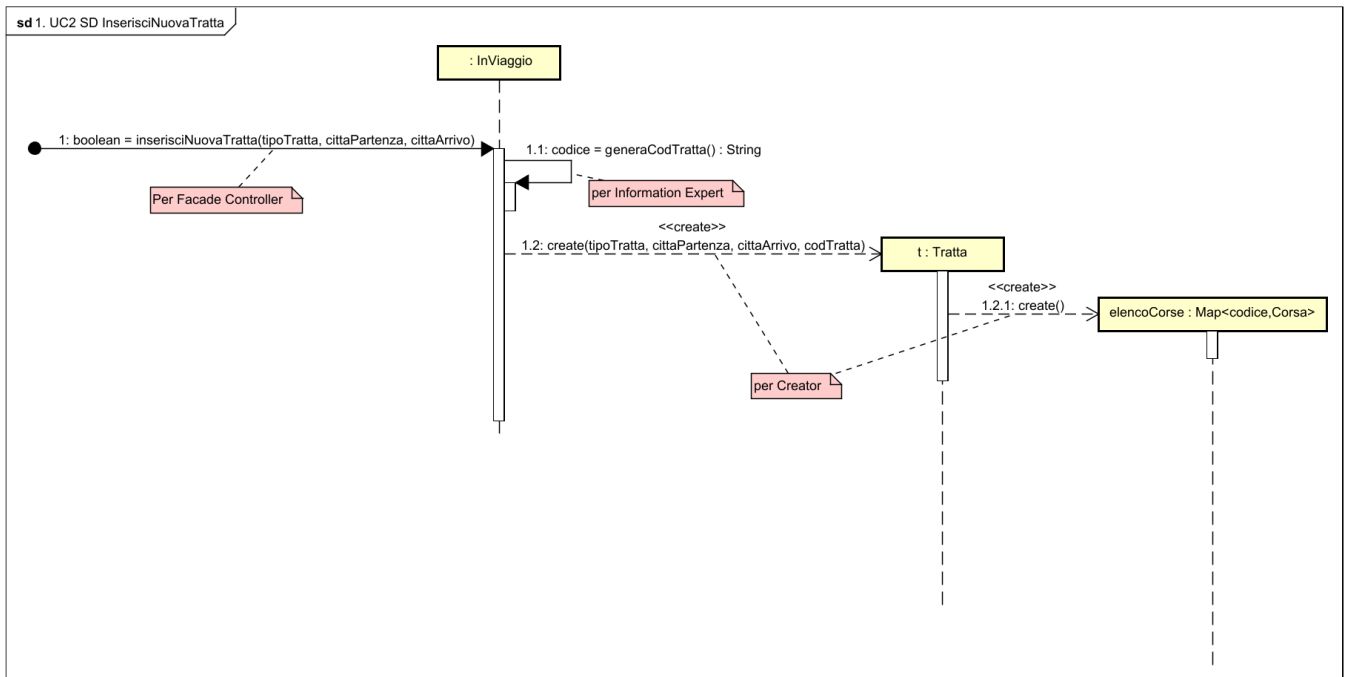 sd 1. UC2 SD InserisciNuovaTratta
: InViaggio
1: boolean = inserisciNuovaTratta(tipoTratta, cittaPartenza, cittaArrivo)
1.1: codice = generaCodTratta() : String
Per Facade Controller
per Information Expert
<<create>>
1.2: create(tipoTratta, cittaPartenza, cittaArrivo, codTratta)
t : Tratta
<<create>>
1.2.1: create()
elencoCorse : Map<codice,Corsa>
per Creator